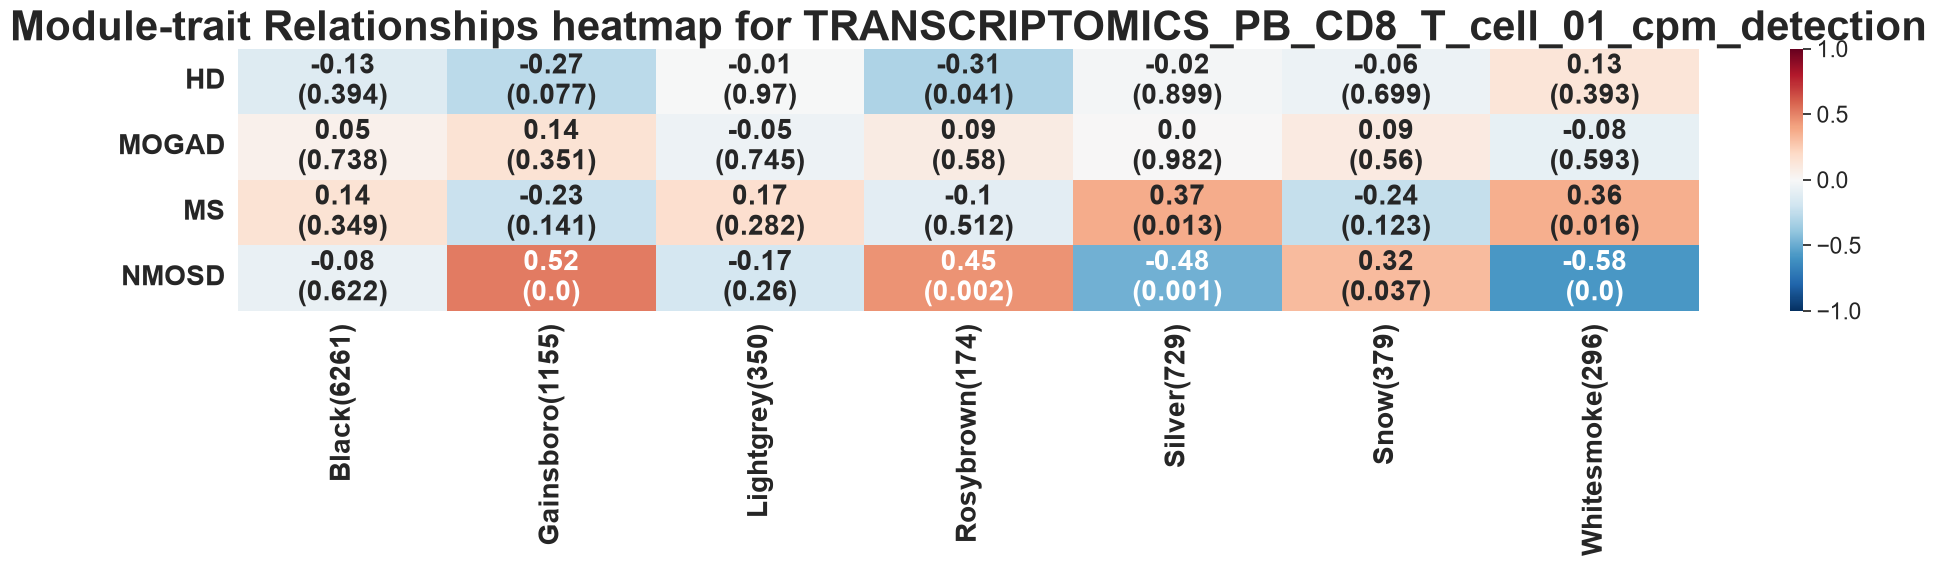 Module-trait Relationships heatmap for TRANSCRIPTOMICS_PB_CD8_T_cell_01_cpm_detection
HD
-0.13 -0.27 -0.01 -0.31 -0.02 -0.06 0.13
(0.394) (0.077) (0.97) (0.041) (0.899) (0.699) (0.393)
MOGAD
0.05 0.14 -0.05 0.09 0.0 0.09 -0.08
(0.738) (0.351) (0.745) (0.58) (0.982) (0.56) (0.593)
MS
0.14 -0.23 0.17 -0.1 0.37 -0.24 0.36
(0.349) (0.141) (0.282) (0.512) (0.013) (0.123) (0.016)
NMOSD
-0.08 0.52 -0.17 0.45 -0.48 0.32 -0.58
(0.622) (0.0) (0.26) (0.002) (0.001) (0.037) (0.0)
Black(6261)
Gainsboro(1155)
Lightgrey(350)
Rosybrown(174)
Silver(729)
Snow(379)
Whitesmoke(296)
1.0
0.5
0.0
−0.5
−1.0